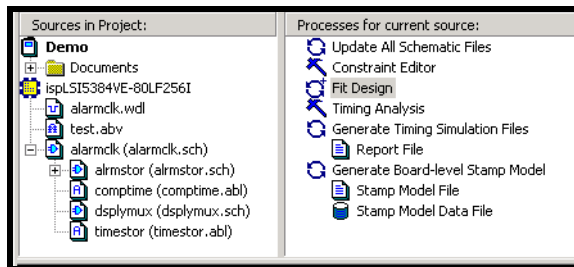 Sources in Project:
Demo
Documents
ispLSI5384VE-80LF256I
alarmclk.wdl
test.abv
alarmclk (alarmclk.sch)
alrmstor (alrmstor.sch)
comptime (comptime.abl)
dsplymux (dsplymux.sch)
timestor (timestor.abl)
Processes for current source:
Update All Schematic Files
Constraint Editor
Fit Design
Timing Analysis
Generate Timing Simulation Files
Report File
Generate Board-level Stamp Model
Stamp Model File
Stamp Model Data File